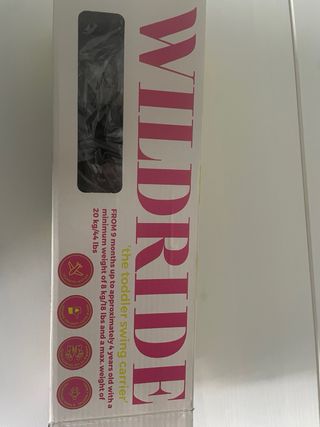 WILDRIDE
'the toddler swing carrier'
FROM 9 months up to approximately 4 years old with a
minimum weight of 8 kg/18 lbs and a max. weight of
20 kg/44 lbs